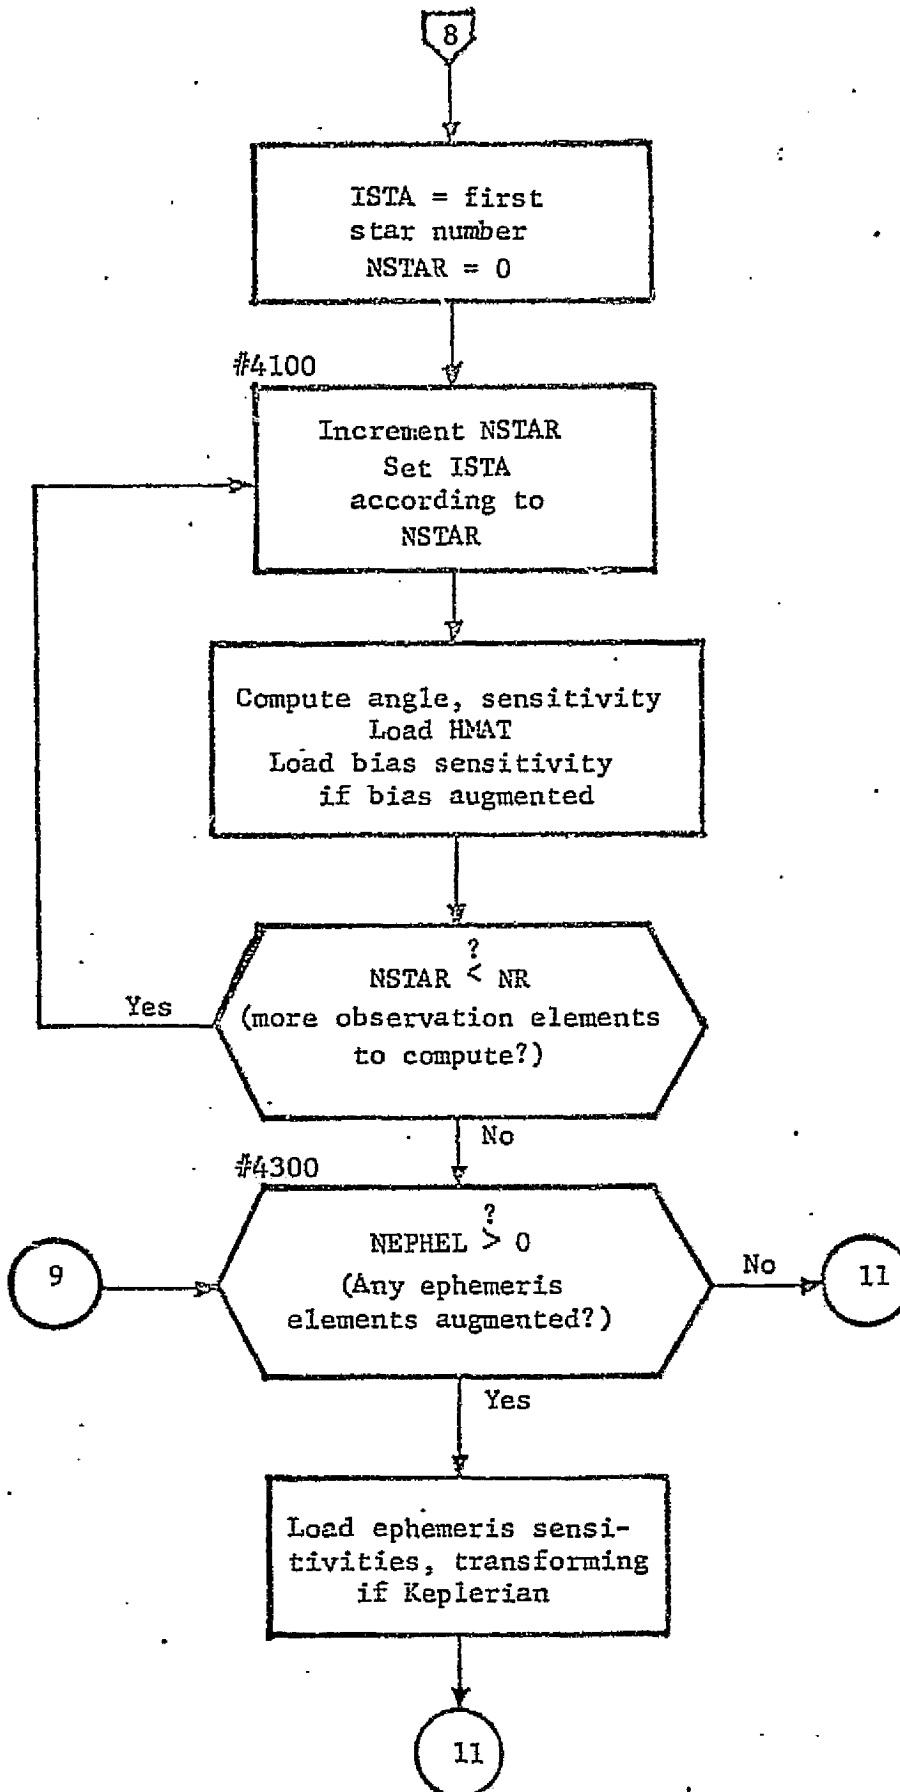 8
ISTA = first
star number
NSTAR = 0
#4100
Increment NSTAR
Set ISTA
according to
NSTAR
Compute angle, sensitivity
Load HMAT
Load bias sensitivity
if bias augmented
?
NSTAR < NR
(more observation elements
to compute?)
Yes
No
#4300
?
NEPHEL > 0
(Any ephemeris
elements augmented?)
9
No
11
Yes
Load ephemeris sensi-
tivities, transforming
if Keplerian
11